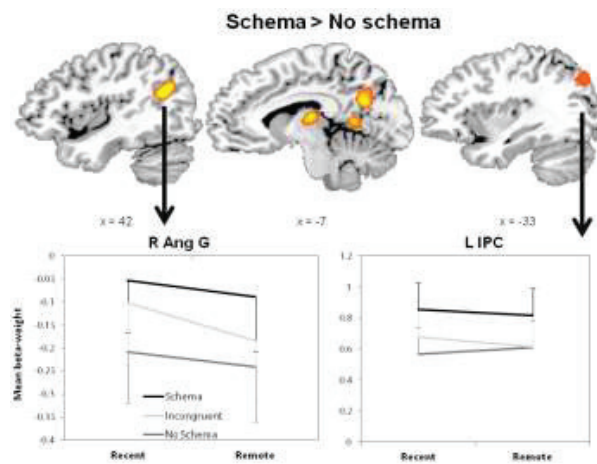 Schema > No schema
x = 42
x = -7
x = -33
R Ang G
L IPC
Mean beta-weight
0
-0.05
-0.1
-0.15
-0.2
-0.25
-0.3
-0.35
-0.4
Schema
Incongruent
No Schema
Recent
Remote
1.2
1
0.8
0.6
0.4
0.2
0
Recent
Remote